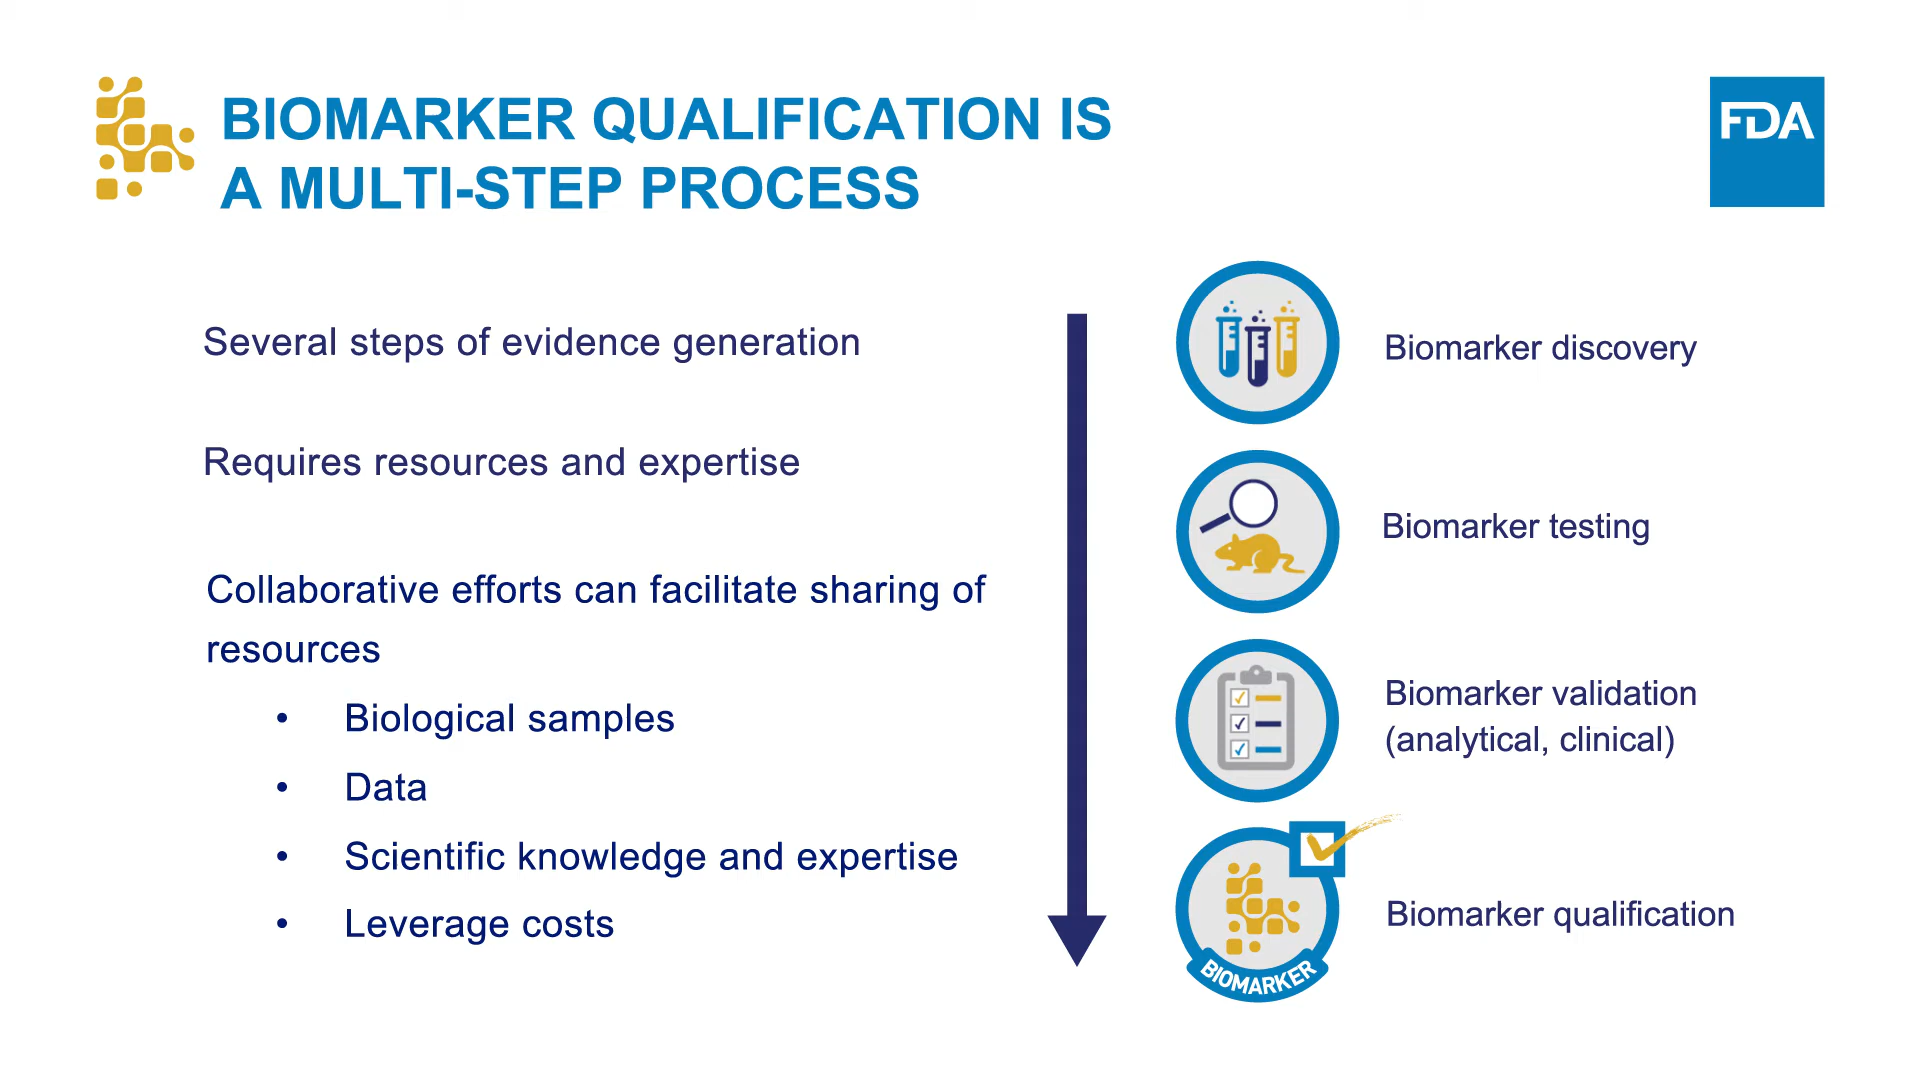 BIOMARKER QUALIFICATION IS
A MULTI-STEP PROCESS
FDA
Several steps of evidence generation
Requires resources and expertise
Collaborative efforts can facilitate sharing of
resources
• Biological samples
• Data
• Scientific knowledge and expertise
• Leverage costs
Biomarker discovery
Biomarker testing
Biomarker validation
(analytical, clinical)
Biomarker qualification
BIOMARKER